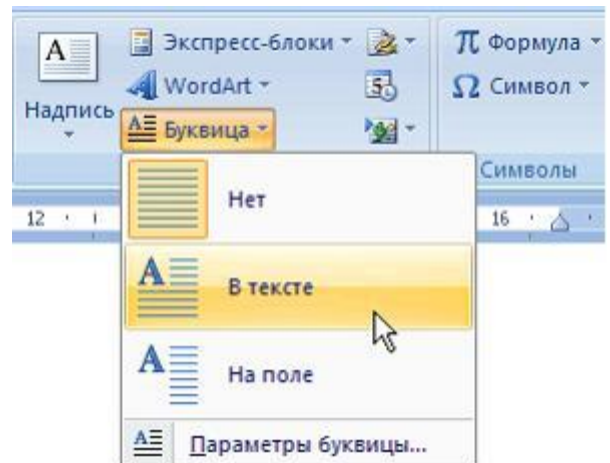 Экспресс-блоки
π Формула
A
WordArt
Ω Символ
Надпись
Буквица
Символы
12
Нет
16
В тексте
На поле
Параметры буквицы...